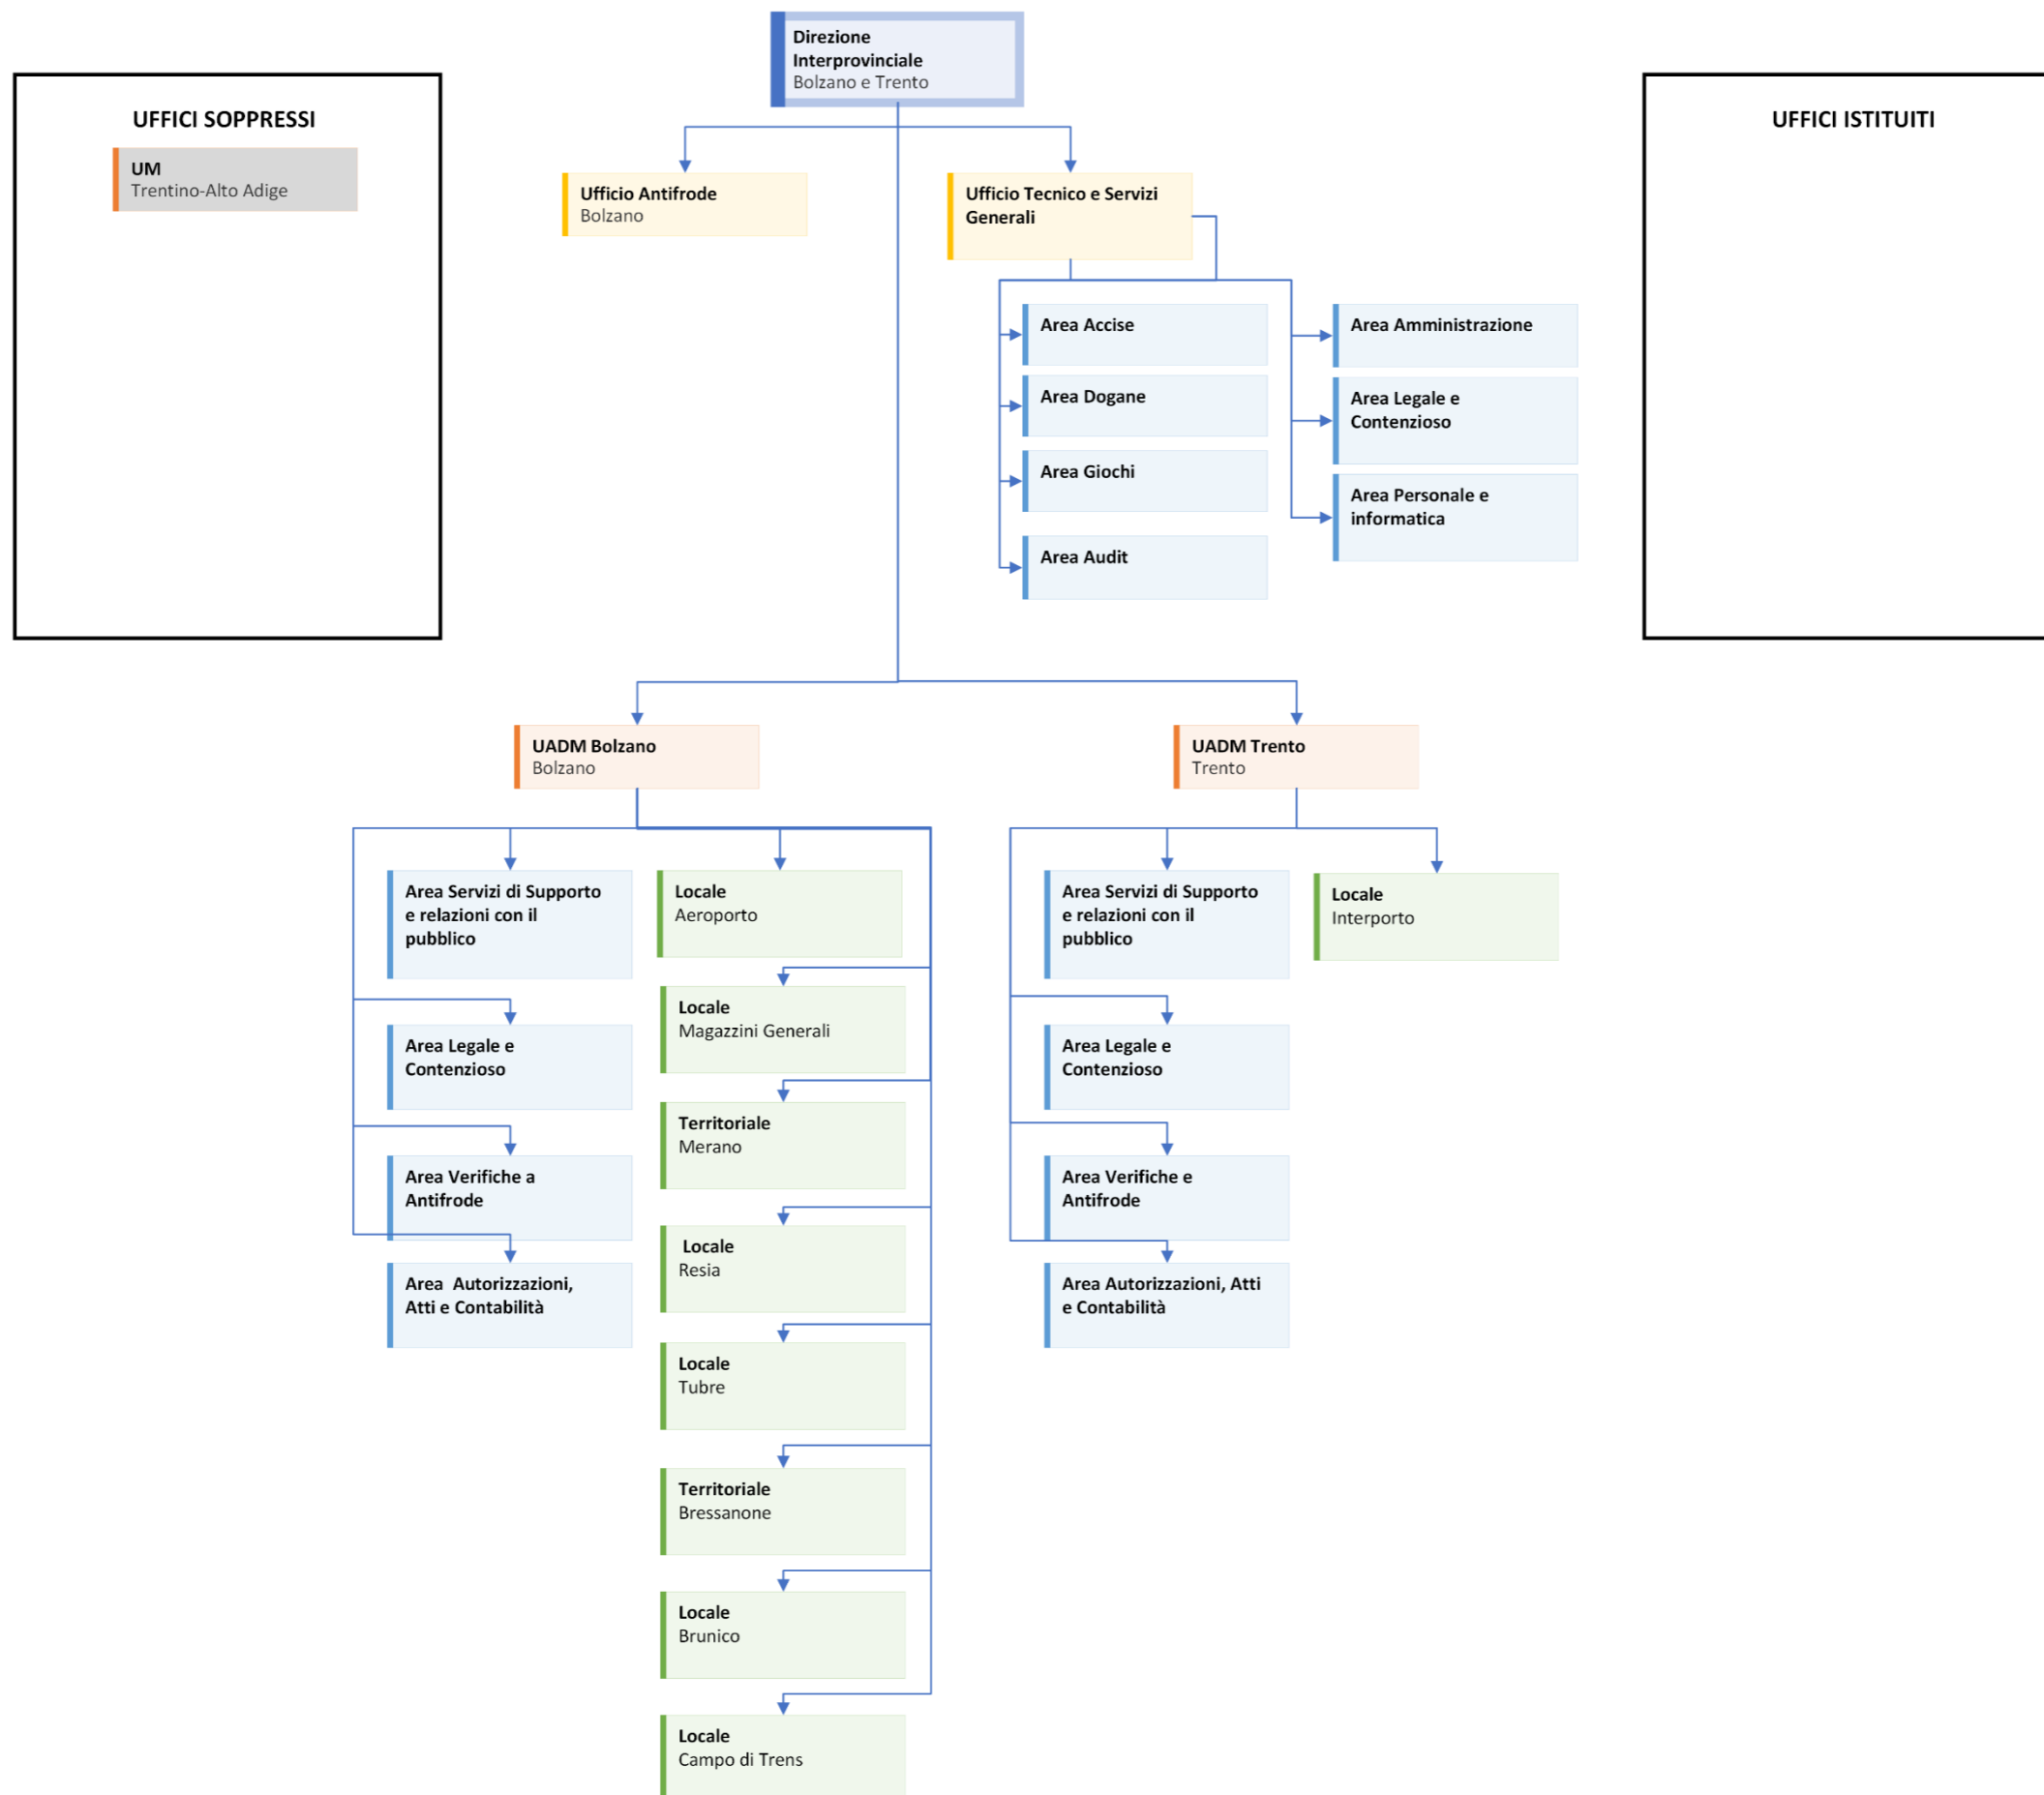 Direzione
Interprovinciale
Bolzano e Trento
UFFICI SOPPRESSI
UM
Trentino-Alto Adige
UFFICI ISTITUITI
Ufficio Antifrode
Bolzano
Ufficio Tecnico e Servizi
Generali
Area Accise
Area Dogane
Area Giochi
Area Audit
Area Amministrazione
Area Legale e
Contenzioso
Area Personale e
informatica
UADM Bolzano
Bolzano
UADM Trento
Trento
Area Servizi di Supporto
e relazioni con il
pubblico
Area Legale e
Contenzioso
Area Verifiche a
Antifrode
Area  Autorizzazioni,
Atti e Contabilità
Locale
Aeroporto
Locale
Magazzini Generali
Territoriale
Merano
Locale
Resia
Locale
Tubre
Territoriale
Bressanone
Locale
Brunico
Locale
Campo di Trens
Area Servizi di Supporto
e relazioni con il
pubblico
Area Legale e
Contenzioso
Area Verifiche e
Antifrode
Area Autorizzazioni, Atti
e Contabilità
Locale
Interporto